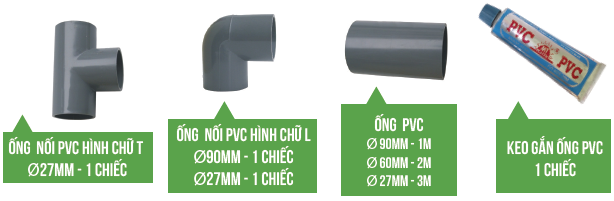 PVC
PVC
ỐNG NỐI PVC HÌNH CHỮ T
Ø27MM - 1 CHIẾC
ỐNG NỐI PVC HÌNH CHỮ L
Ø90MM - 1 CHIẾC
Ø27MM - 1 CHIẾC
ỐNG PVC
Ø 90MM - 1M
Ø 60MM - 2M
Ø 27MM - 3M
KEO GẮN ỐNG PVC
1 CHIẾC